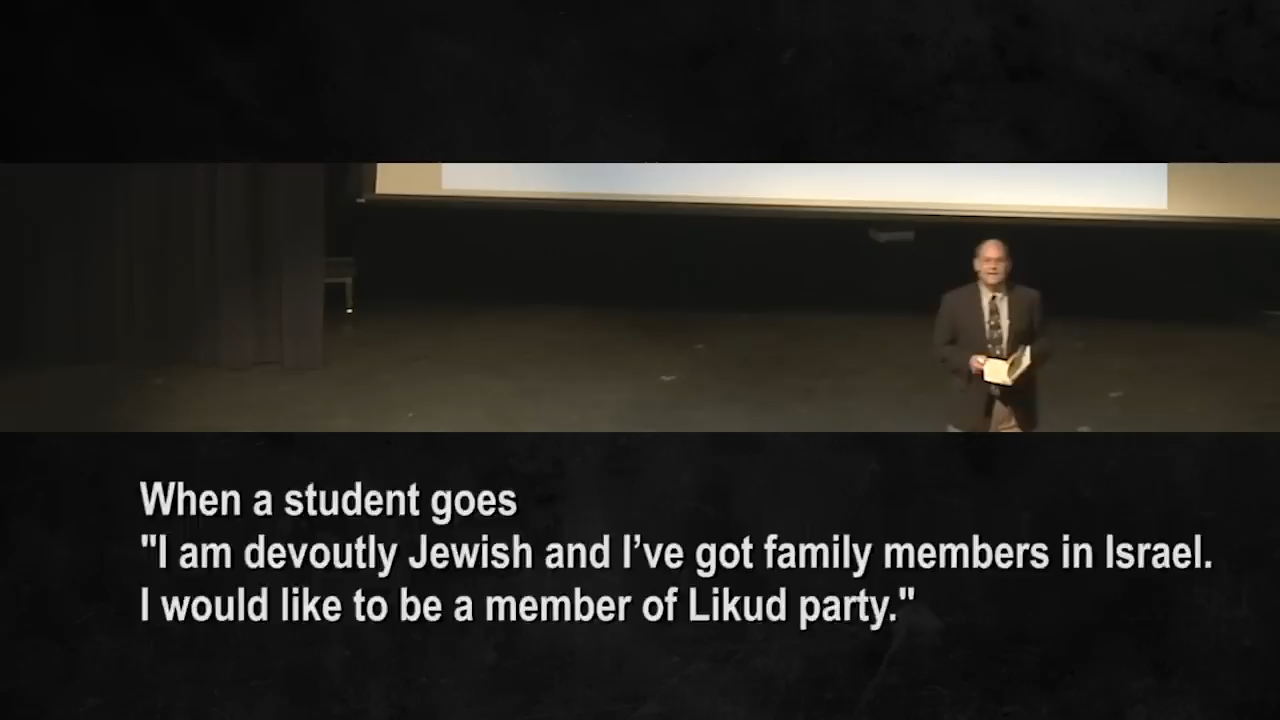 When a student goes
"I am devoutly Jewish and I’ve got family members in Israel.
I would like to be a member of Likud party."